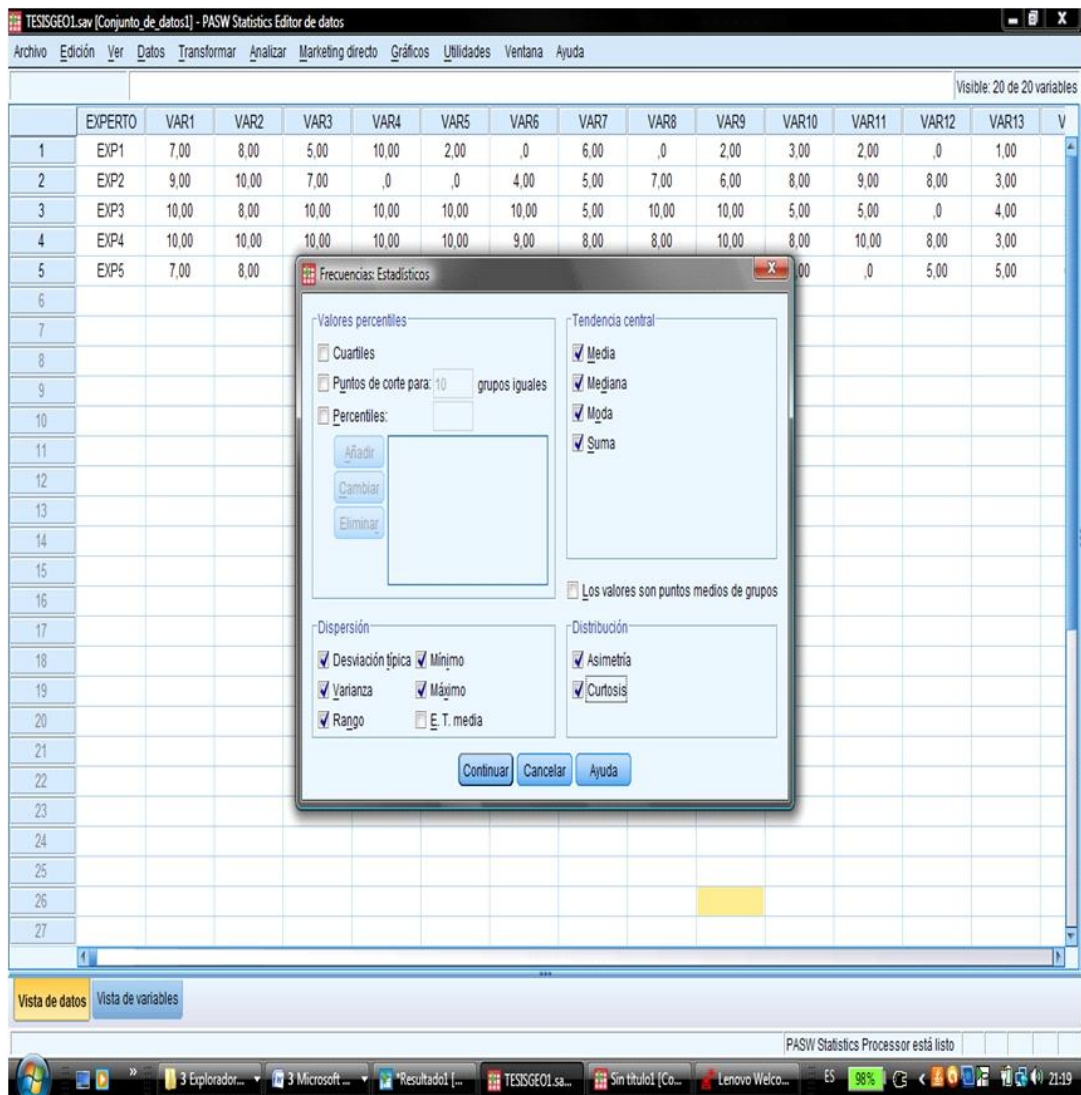 TESISGEO1.sav [Conjunto_de_datos1] - PASW Statistics Editor de datos
Archivo Edición Ver Datos Transformar Analizar Marketing directo Gráficos Utilidades Ventana Ayuda
Visible: 20 de 20 variables
EXPERTO VAR1 VAR2 VAR3 VAR4 VAR5 VAR6 VAR7 VAR8 VAR9 VAR10 VAR11 VAR12 VAR13 V
1 EXP1 7,00 8,00 5,00 10,00 2,00 ,0 6,00 ,0 2,00 3,00 2,00 ,0 1,00
2 EXP2 9,00 10,00 7,00 ,0 ,0 4,00 5,00 7,00 6,00 8,00 9,00 8,00 3,00
3 EXP3 10,00 8,00 10,00 10,00 10,00 10,00 5,00 10,00 10,00 5,00 5,00 ,0 4,00
4 EXP4 10,00 10,00 10,00 10,00 10,00 9,00 8,00 8,00 10,00 8,00 10,00 8,00 3,00
5 EXP5 7,00 8,00 ,00 ,0 5,00 5,00
6
7
8
9
10
11
12
13
14
15
16
17
18
19
20
21
22
23
24
25
26
27
Frecuencias: Estadísticos
Valores percentiles
Cuartiles
Puntos de corte para: 10 grupos iguales
Percentiles:
Añadir
Cambiar
Eliminar
Tendencia central
Media
Mediana
Moda
Suma
Los valores son puntos medios de grupos
Dispersión
Desviación típica Mínimo
Varianza Máximo
Rango E. T. media
Distribución
Asimetría
Curtosis
Continuar Cancelar Ayuda
Vista de datos Vista de variables
PASW Statistics Processor está listo
3 Explorador... 3 Microsoft ... *Resultado1 [... TESISGEO1.sa... Sin título1 [Co... Lenovo Welco... ES 98% 21:19